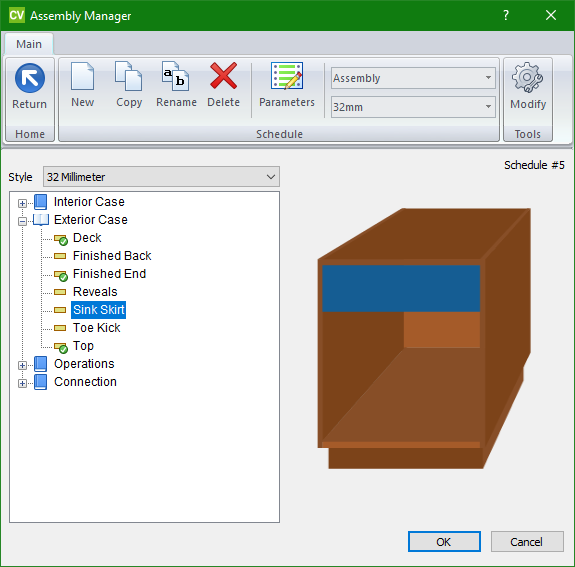 CV Assembly Manager ?
Main
Return New Copy Rename Delete Parameters Assembly 32mm Modify
a b
Home Schedule Tools
Schedule #5
Style 32 Millimeter
Interior Case
Exterior Case
Deck
Finished Back
Finished End
Reveals
Sink Skirt
Toe Kick
Top
Operations
Connection
OK Cancel